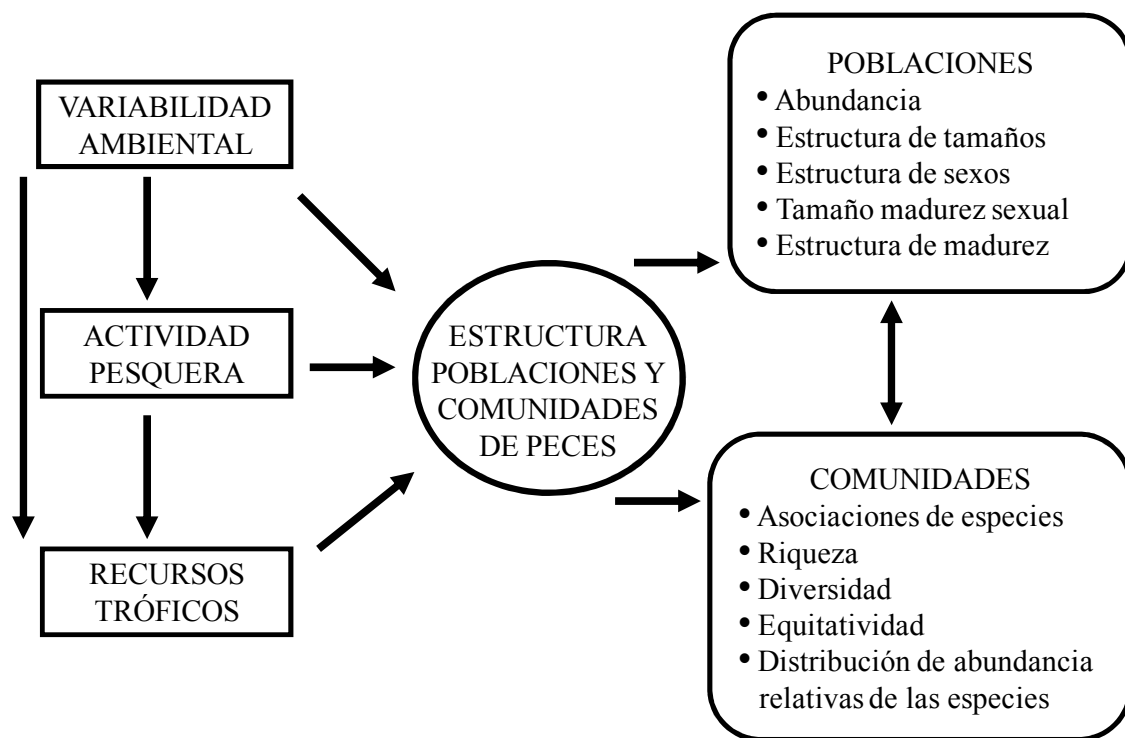 VARIABILIDAD
AMBIENTAL
ACTIVIDAD
PESQUERA
RECURSOS
TRÓFICOS
ESTRUCTURA
POBLACIONES Y
COMUNIDADES
DE PECES
POBLACIONES
• Abundancia
• Estructura de tamaños
• Estructura de sexos
• Tamaño madurez sexual
• Estructura de madurez
COMUNIDADES
• Asociaciones de especies
• Riqueza
• Diversidad
• Equitatividad
• Distribución de abundancia
relativas de las especies